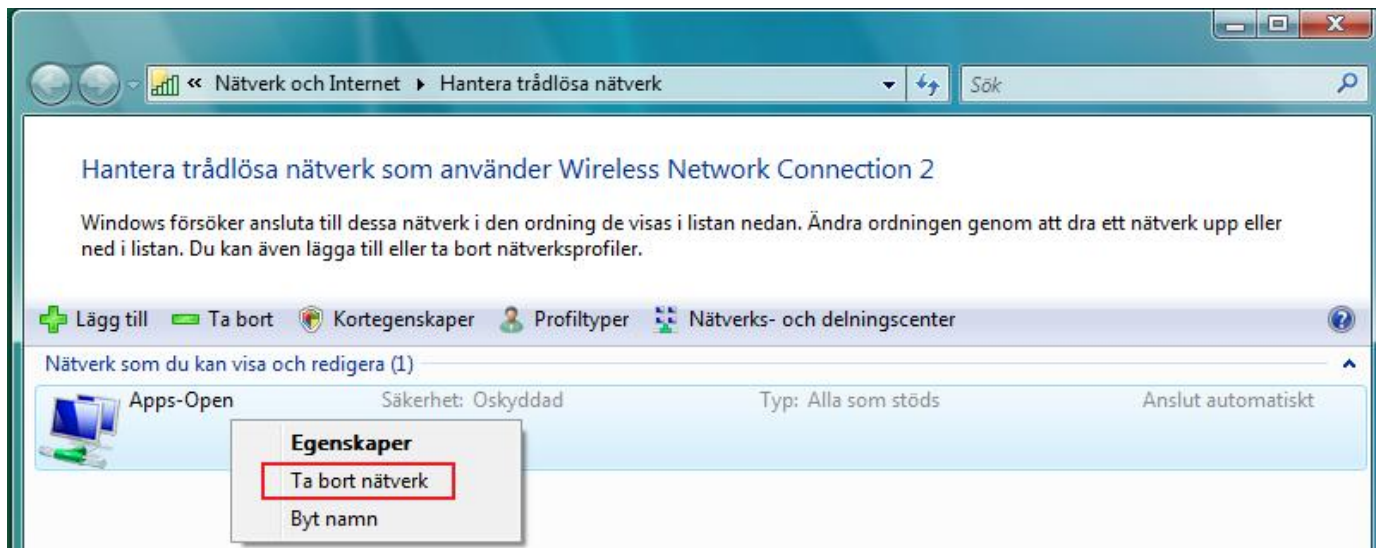 « Nätverk och Internet Hantera trådlösa nätverk Sök
Hantera trådlösa nätverk som använder Wireless Network Connection 2
Windows försöker ansluta till dessa nätverk i den ordning de visas i listan nedan. Ändra ordningen genom att dra ett nätverk upp eller
ned i listan. Du kan även lägga till eller ta bort nätverksprofiler.
Lägg till Ta bort Kortegenskaper Profiltyper Nätverks- och delningscenter
Nätverk som du kan visa och redigera (1)
Apps-Open Säkerhet: Oskyddad Typ: Alla som stöds Anslut automatiskt
Egenskaper
Ta bort nätverk
Byt namn